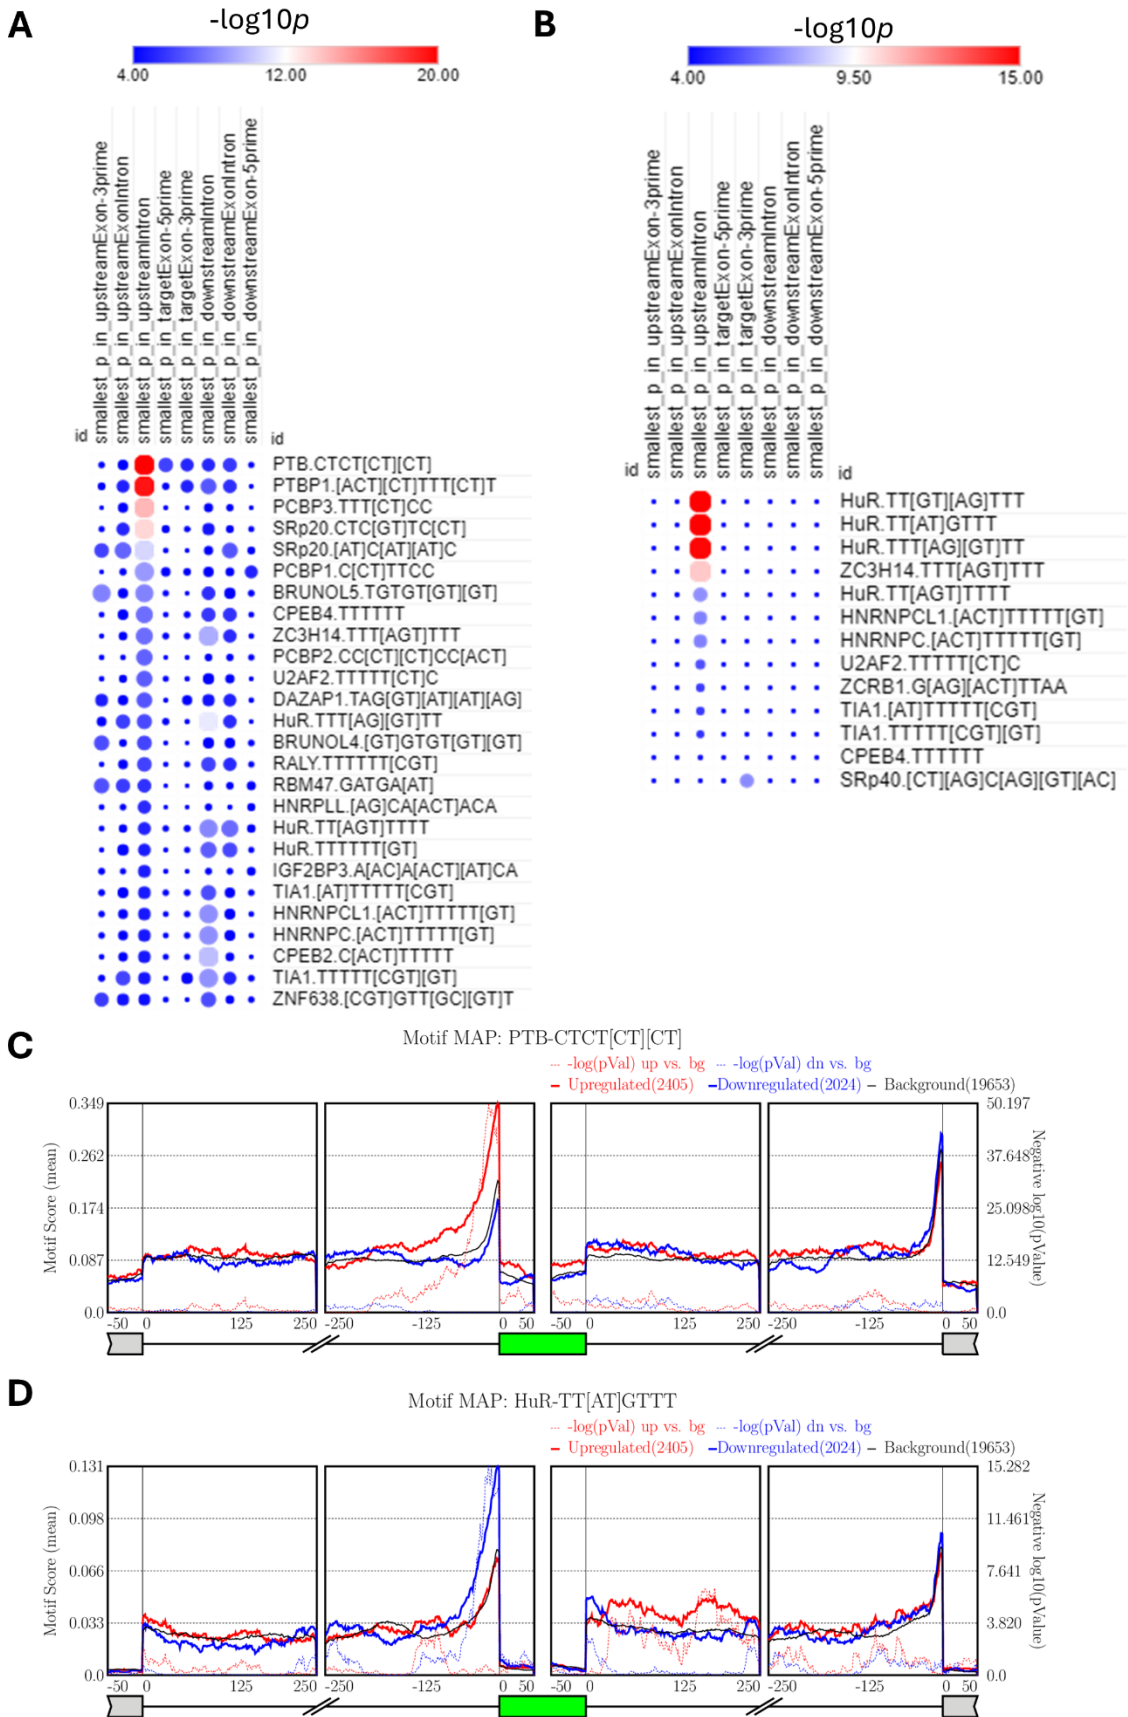 A
-log10p
4.00 12.00 20.00
smallest_p_in_upstreamExon-3prime
smallest_p_in_upstreamExonIntron
smallest_p_in_upstreamIntron
smallest_p_in_targetExon-5prime
smallest_p_in_targetExon-3prime
smallest_p_in_downstreamIntron
smallest_p_in_downstreamExonIntron
smallest_p_in_downstreamExon-5prime
id id
PTB.CTCT[CT][CT]
PTBP1.[ACT][CT]TTT[CT]T
PCBP3.TTT[CT]CC
SRp20.CTC[GT]TC[CT]
SRp20.[AT]C[AT][AT]C
PCBP1.C[CT]TTCC
BRUNOL5.TGTGT[GT][GT]
CPEB4.TTTTTT
ZC3H14.TTT[AGT]TTT
PCBP2.CC[CT][CT]CC[ACT]
U2AF2.TTTTT[CT]C
DAZAP1.TAG[GT][AT][AT][AG]
HuR.TTT[AG][GT]TT
BRUNOL4.[GT]GTGT[GT][GT]
RALY.TTTTTT[CGT]
RBM47.GATGA[AT]
HNRPLL.[AG]CA[ACT]ACA
HuR.TT[AGT]TTTT
HuR.TTTTTT[GT]
IGF2BP3.A[AC]A[ACT][AT]CA
TIA1.[AT]TTTTT[CGT]
HNRNPCL1.[ACT]TTTTT[GT]
HNRNPC.[ACT]TTTTT[GT]
CPEB2.C[ACT]TTTTT
TIA1.TTTTT[CGT][GT]
ZNF638.[CGT]GTT[GC][GT]T
B
-log10p
4.00 9.50 15.00
smallest_p_in_upstreamExon-3prime
smallest_p_in_upstreamExonIntron
smallest_p_in_upstreamIntron
smallest_p_in_targetExon-5prime
smallest_p_in_targetExon-3prime
smallest_p_in_downstreamIntron
smallest_p_in_downstreamExonIntron
smallest_p_in_downstreamExon-5prime
id id
HuR.TT[GT][AG]TTT
HuR.TT[AT]GTTT
HuR.TTT[AG][GT]TT
ZC3H14.TTT[AGT]TTT
HuR.TT[AGT]TTTT
HNRNPCL1.[ACT]TTTTT[GT]
HNRNPC.[ACT]TTTTT[GT]
U2AF2.TTTTT[CT]C
ZCRB1.G[AG][ACT]TTAA
TIA1.[AT]TTTTT[CGT]
TIA1.TTTTT[CGT][GT]
CPEB4.TTTTTT
SRp40.[CT][AG]C[AG][GT][AC]
C
Motif MAP: PTB-CTCT[CT][CT]
-log(pVal) up vs. bg -log(pVal) dn vs. bg
Upregulated(2405) Downregulated(2024) Background(19653)
Motif Score (mean)
0.349
0.262
0.174
0.087
0.0
50.197
37.648
25.098
12.549
0.0
Negative log10(pValue)
-50 0 125 250 -250 -125 0 50 -50 0 125 250 -250 -125 0 50
D
Motif MAP: HuR-TT[AT]GTTT
-log(pVal) up vs. bg -log(pVal) dn vs. bg
Upregulated(2405) Downregulated(2024) Background(19653)
Motif Score (mean)
0.131
0.098
0.066
0.033
0.0
15.282
11.461
7.641
3.820
0.0
Negative log10(pValue)
-50 0 125 250 -250 -125 0 50 -50 0 125 250 -250 -125 0 50